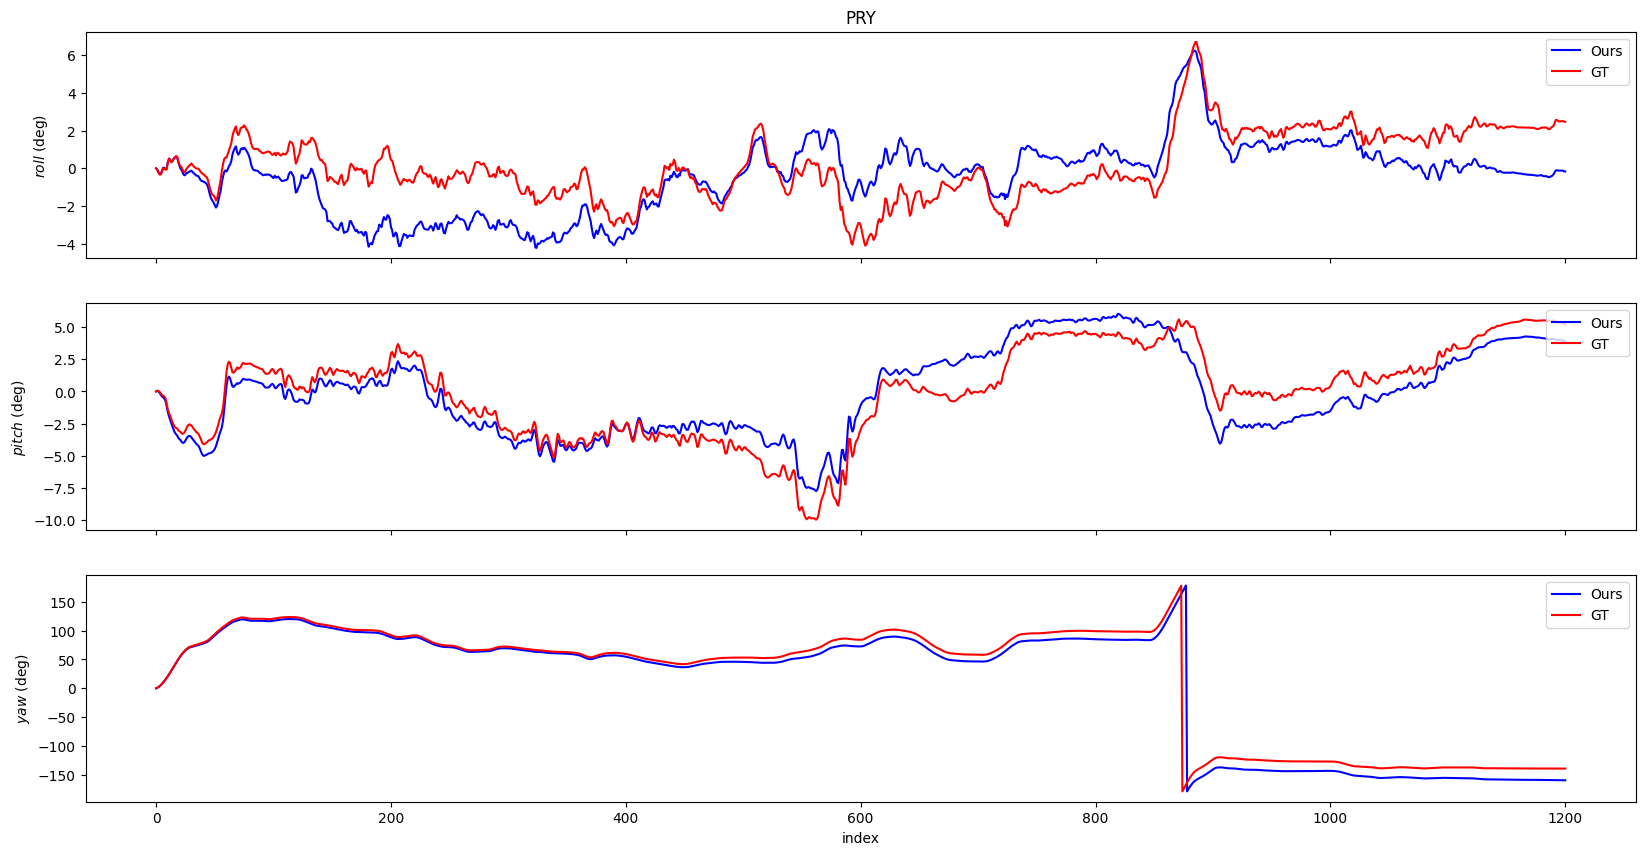 PRY
roll (deg)
6
4
2
0
−2
−4
Ours
GT
pitch (deg)
5.0
2.5
0.0
−2.5
−5.0
−7.5
−10.0
Ours
GT
yaw (deg)
150
100
50
0
−50
−100
−150
Ours
GT
0 200 400 600 800 1000 1200
index